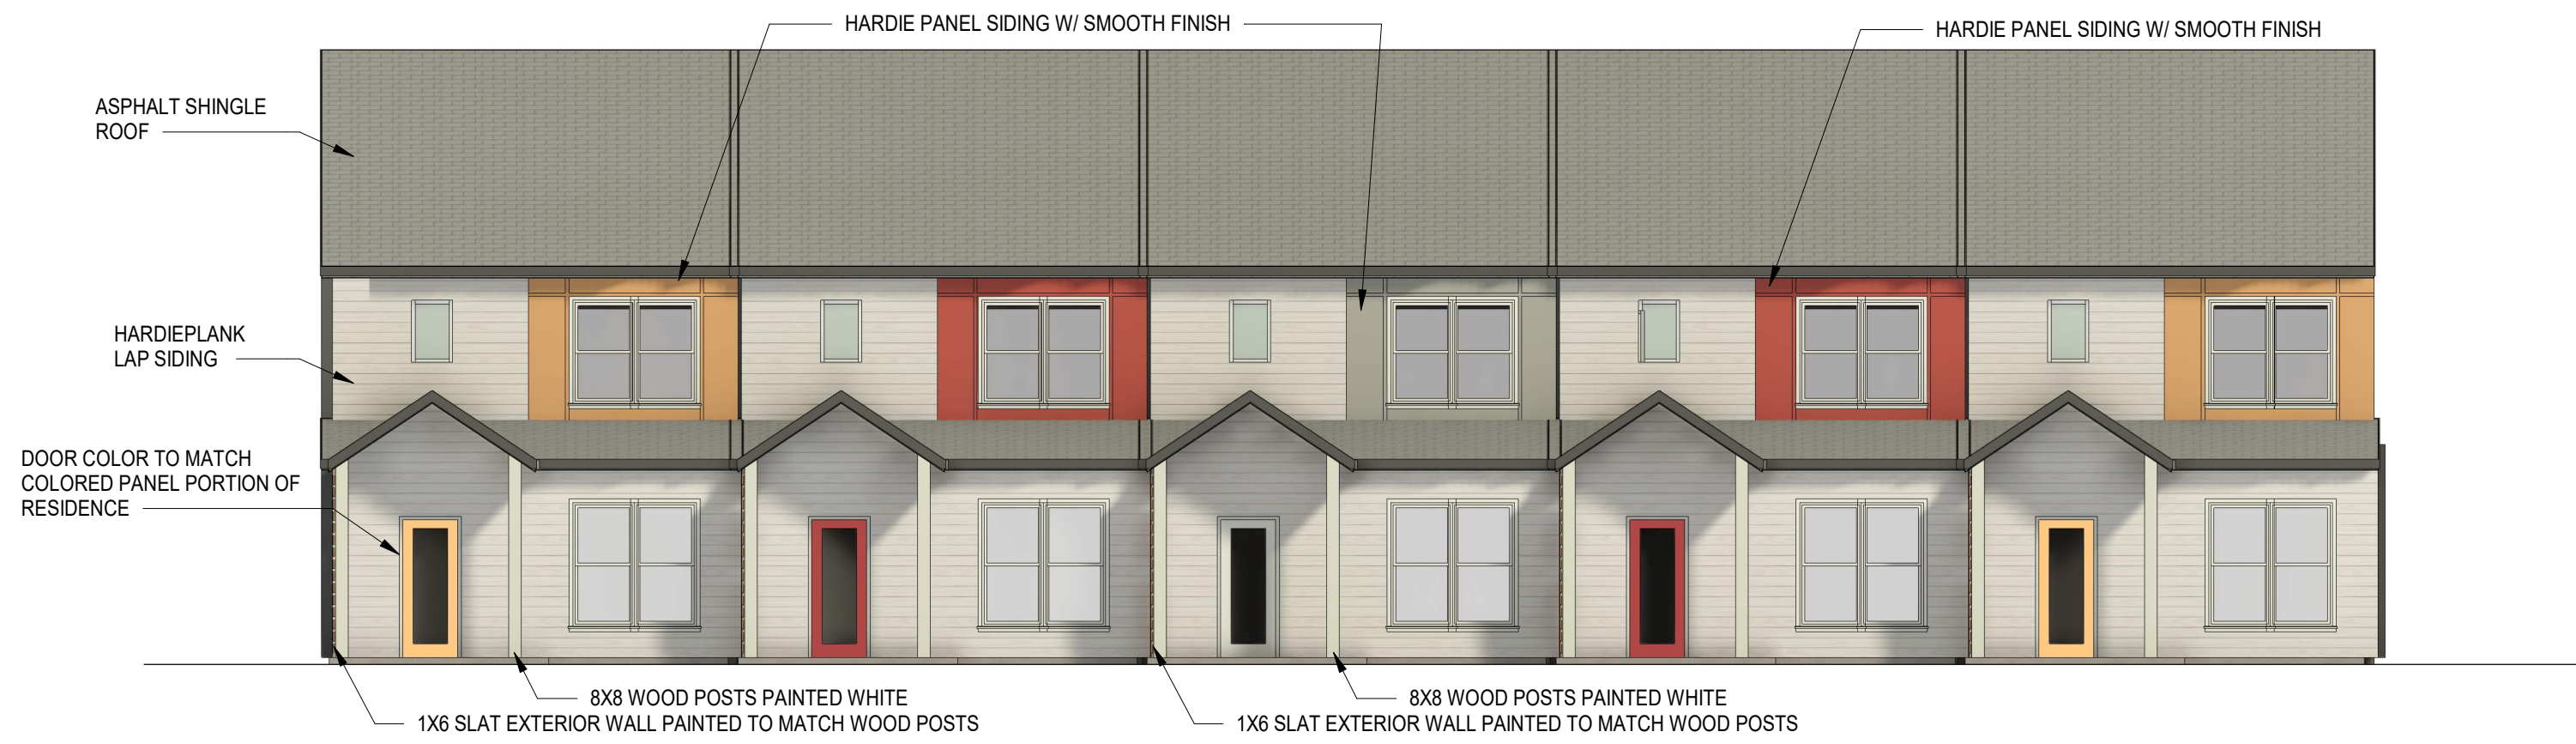 HARDIE PANEL SIDING W/ SMOOTH FINISH
HARDIE PANEL SIDING W/ SMOOTH FINISH
ASPHALT SHINGLE
ROOF
HARDIEPLANK
LAP SIDING
DOOR COLOR TO MATCH
COLORED PANEL PORTION OF
RESIDENCE
8X8 WOOD POSTS PAINTED WHITE
1X6 SLAT EXTERIOR WALL PAINTED TO MATCH WOOD POSTS
8X8 WOOD POSTS PAINTED WHITE
1X6 SLAT EXTERIOR WALL PAINTED TO MATCH WOOD POSTS